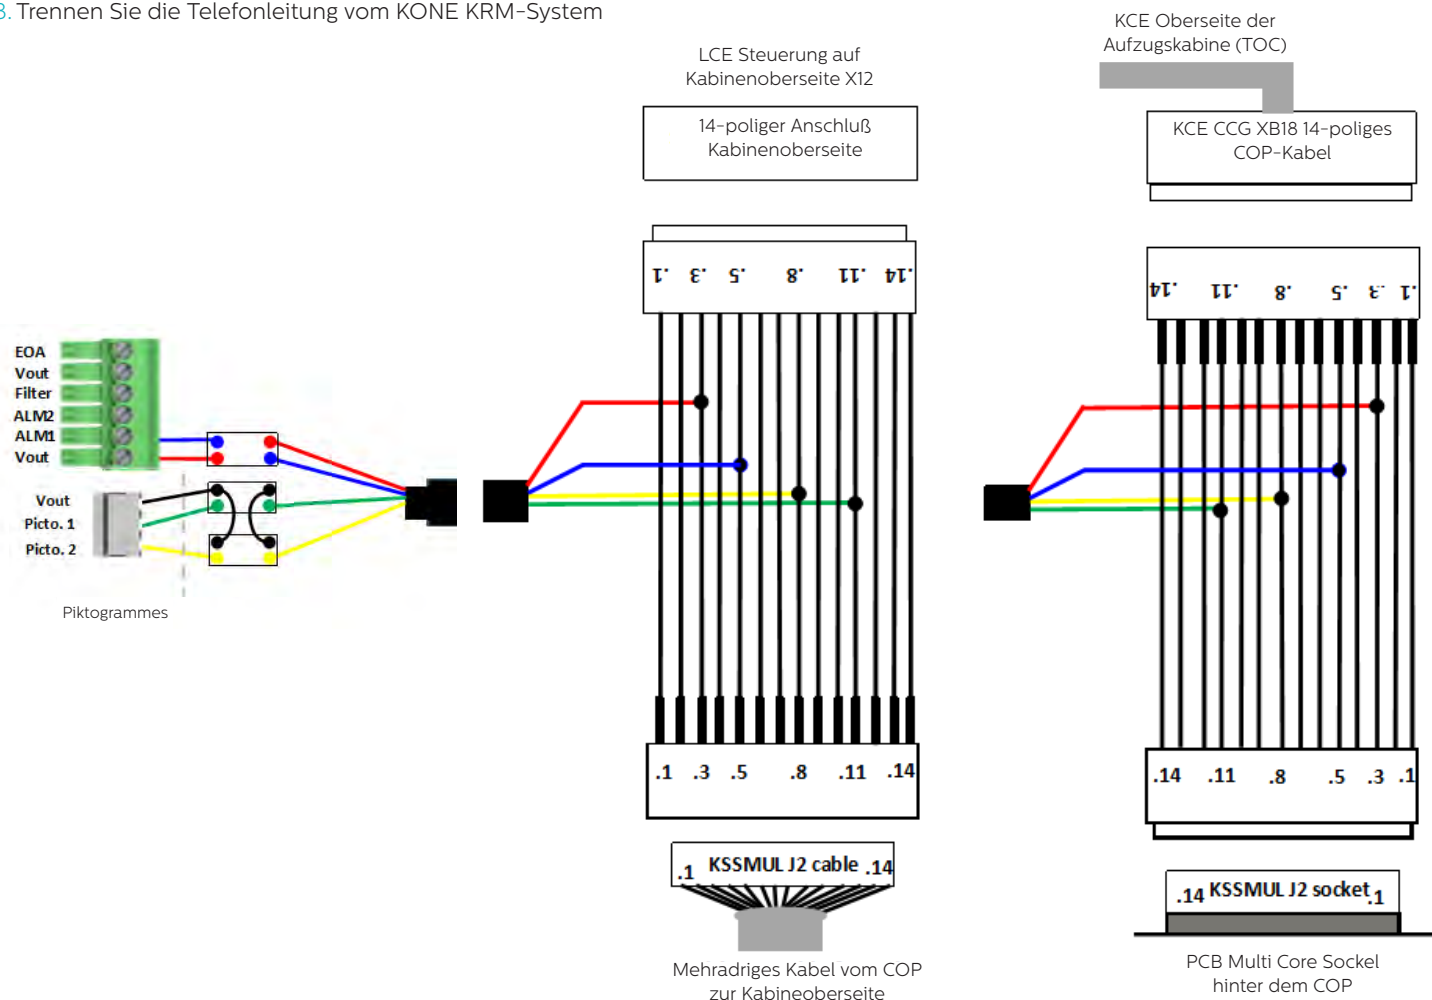 3. Trennen Sie die Telefonleitung vom KONE KRM-System
KCE Oberseite der
Aufzugskabine (TOC)
LCE Steuerung auf
Kabinenoberseite X12
14-poliger Anschluß
Kabinenoberseite
KCE CCG XB18 14-poliges
COP-Kabel
.1 .3 .5 .8 .11 .14
.14 .11 .8 .5 .3 .1
EOA
Vout
Filter
ALM2
ALM1
Vout
Vout
Picto. 1
Picto. 2
Piktogrammes
.1 .3 .5 .8 .11 .14
.14 .11 .8 .5 .3 .1
.1 KSSMUL J2 cable .14
.14 KSSMUL J2 socket .1
Mehradriges Kabel vom COP
zur Kabineoberseite
PCB Multi Core Sockel
hinter dem COP